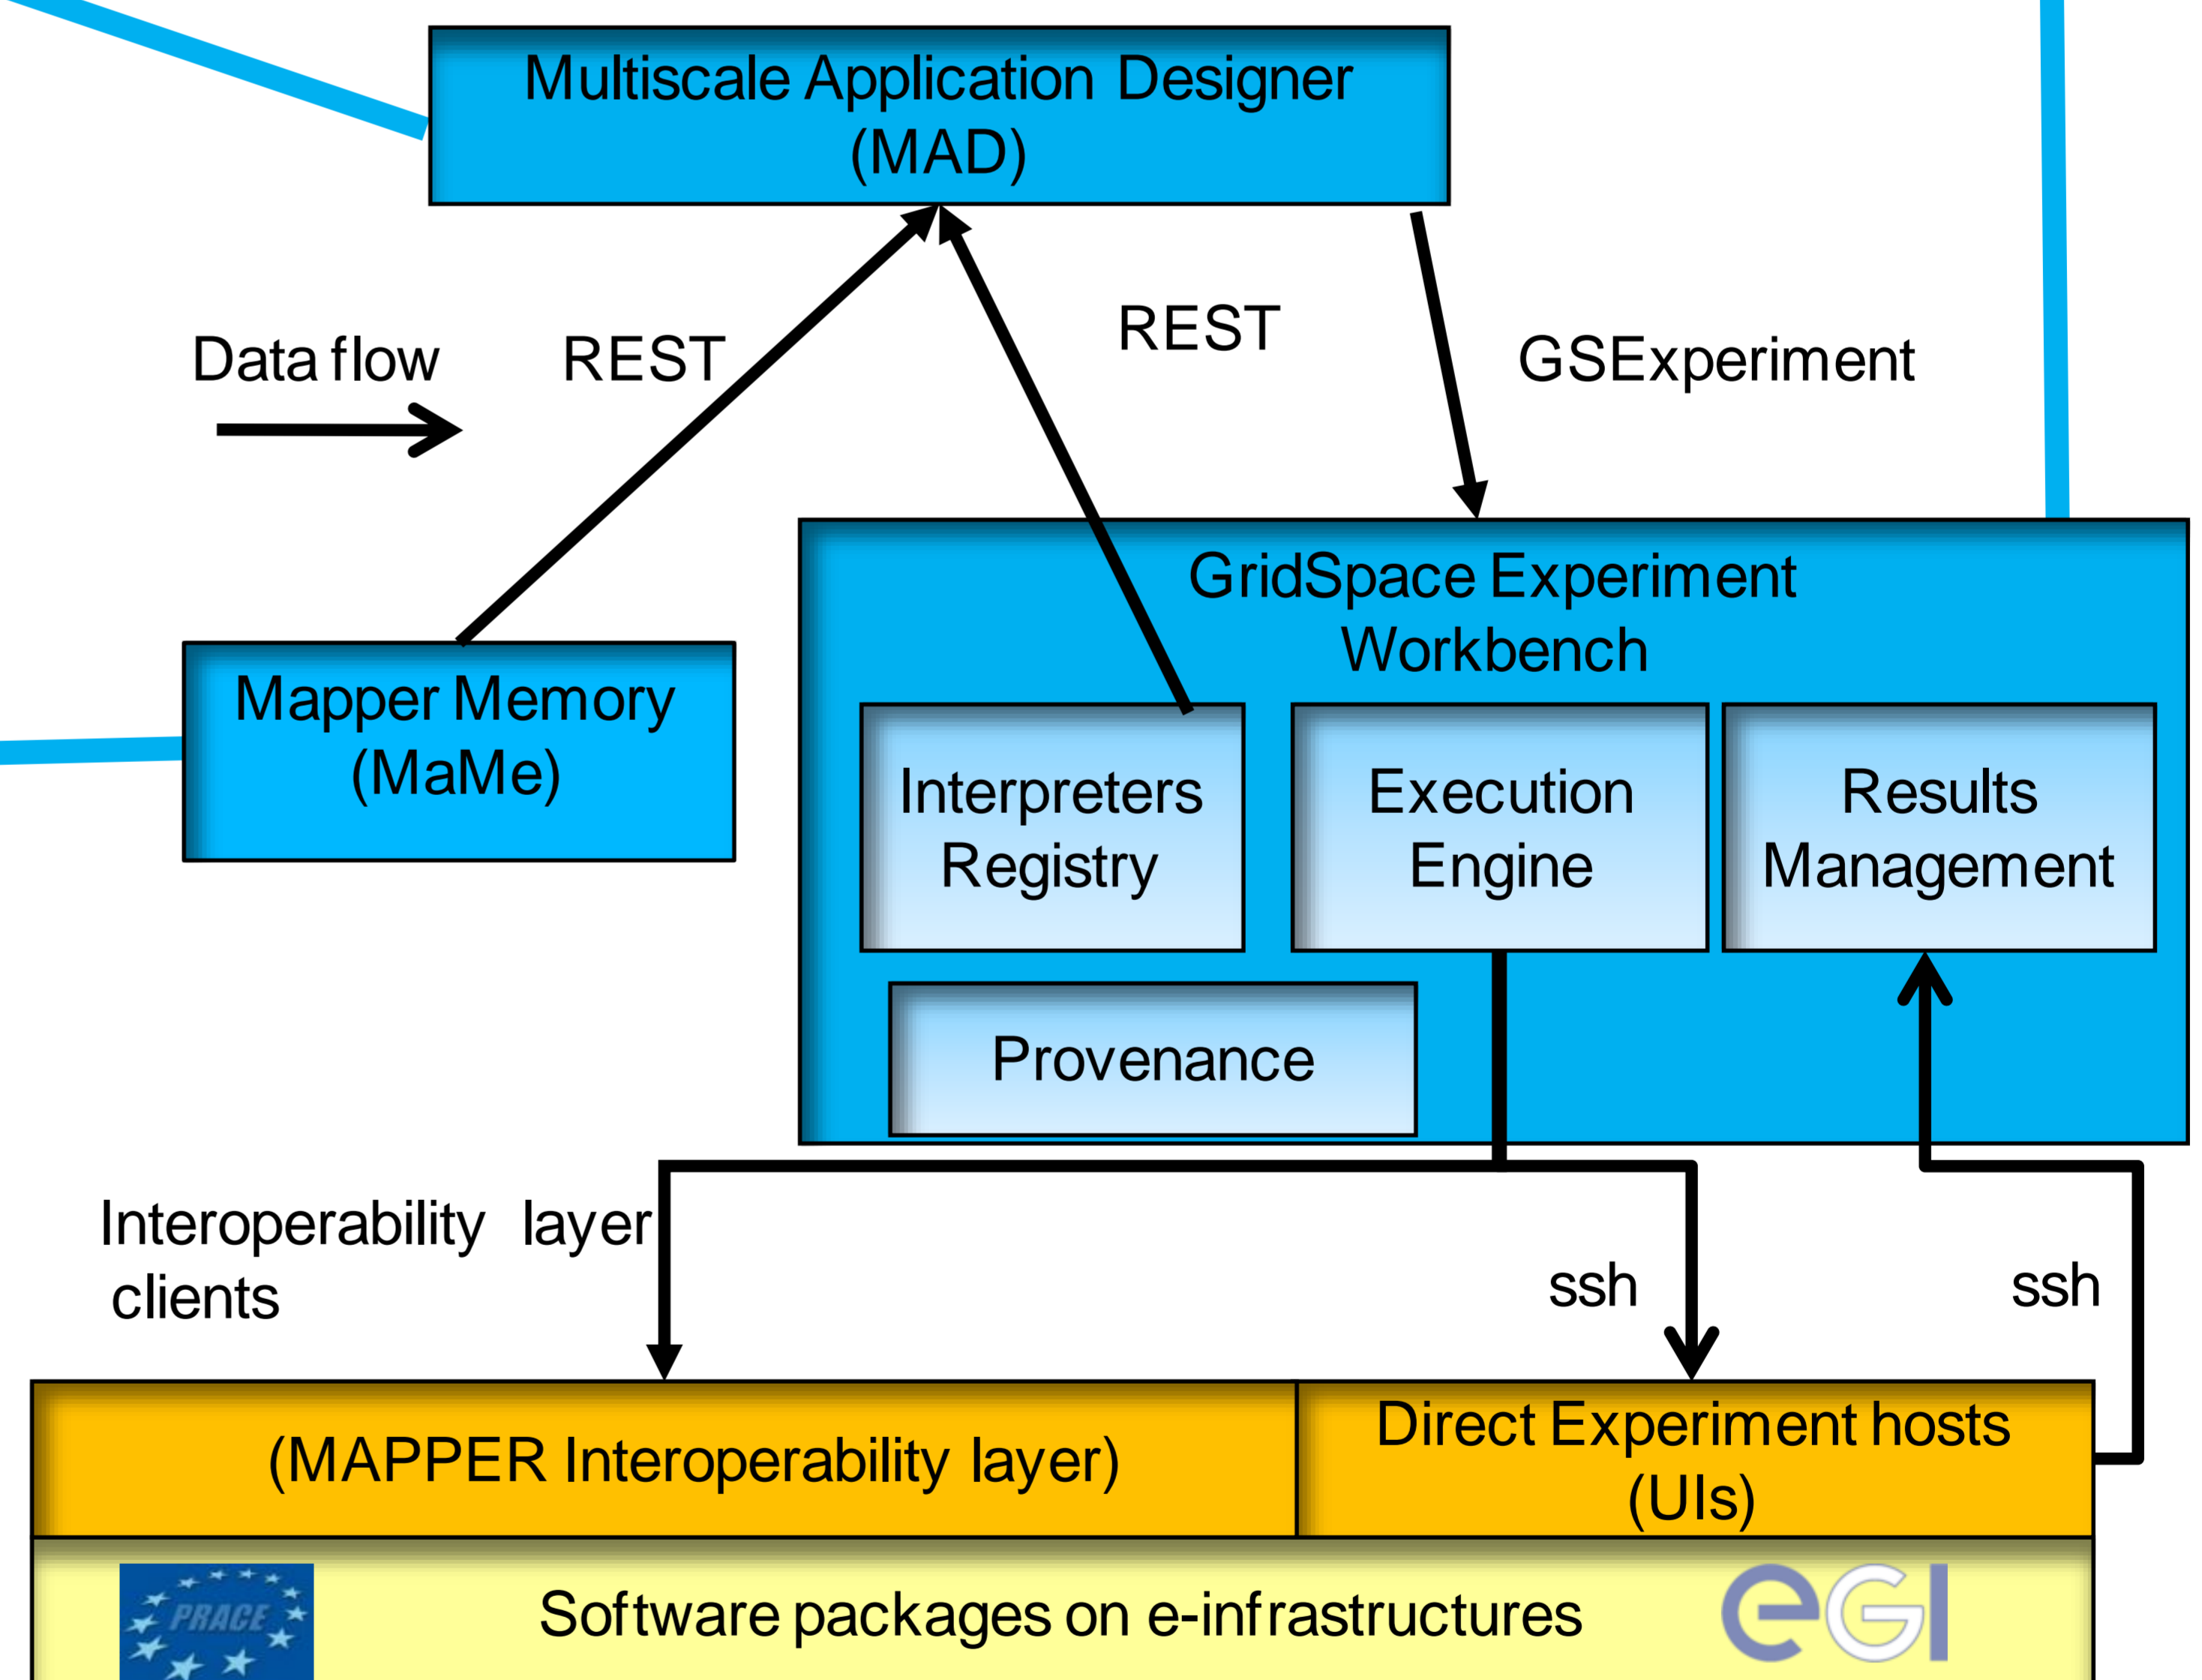 Multiscale Application Designer
(MAD)
Data flow
REST
REST
GSExperiment
GridSpace Experiment
Workbench
Mapper Memory
(MaMe)
Interpreters
Registry
Execution
Engine
Results
Management
Provenance
Interoperability layer
clients
ssh
ssh
(MAPPER Interoperability layer)
Direct Experiment hosts
(UIs)
PRACE
Software packages on e-infrastructures
eGI